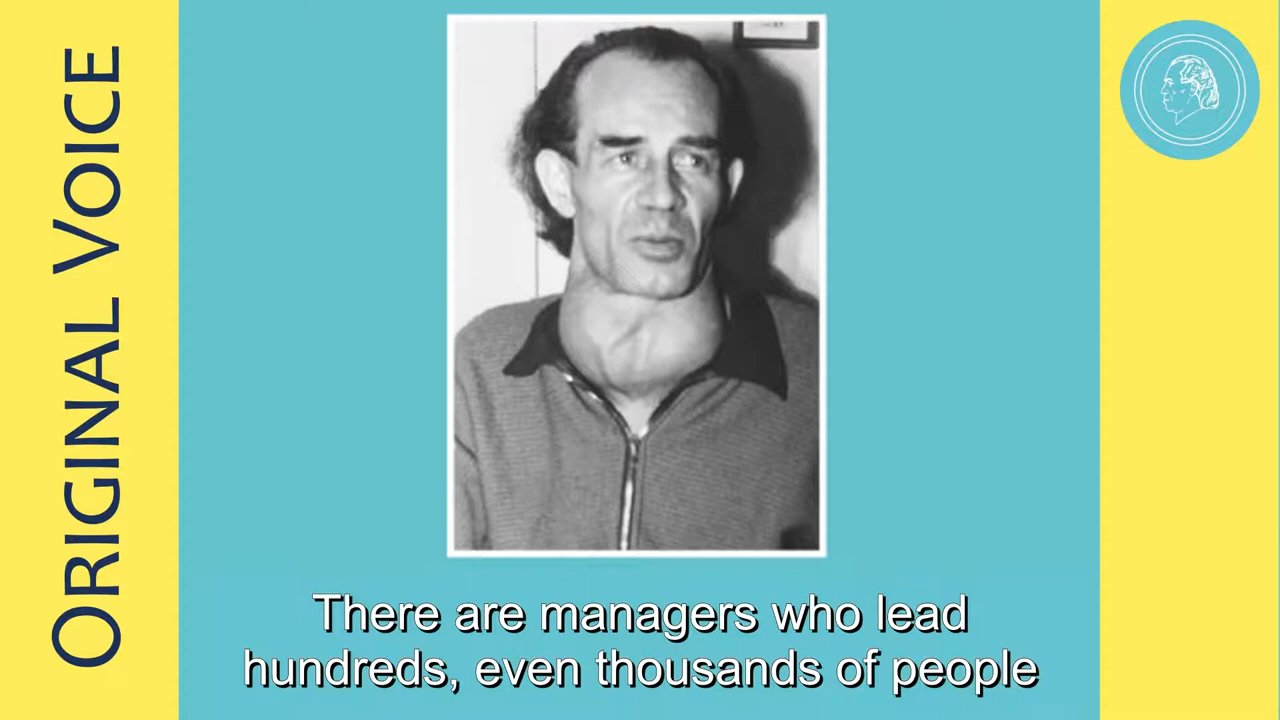 ORIGINAL VOICE
There are managers who lead
hundreds, even thousands of people